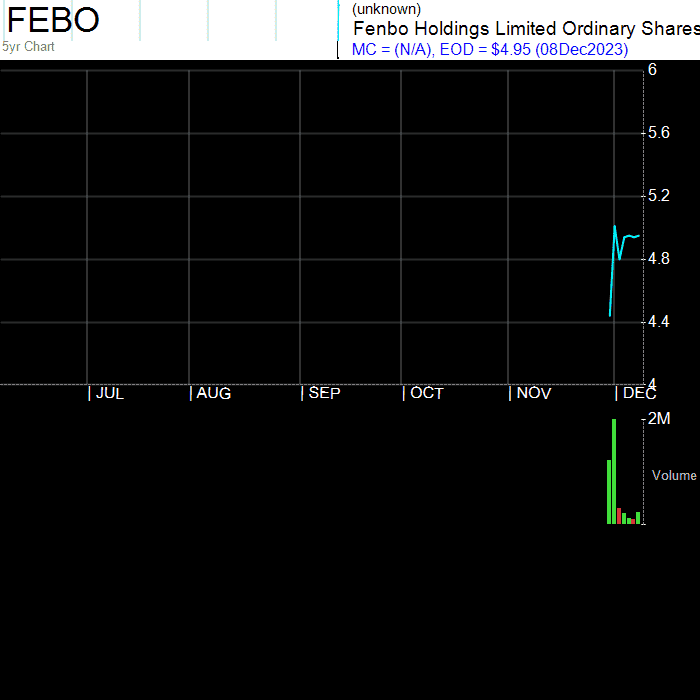 FEBO
5yr Chart
(unknown)
Fenbo Holdings Limited Ordinary Shares
MC = (N/A), EOD = $4.95 (08Dec2023)
6
5.6
5.2
4.8
4.4
4
| JUL | AUG | SEP | OCT | NOV | DEC
2M
Volume